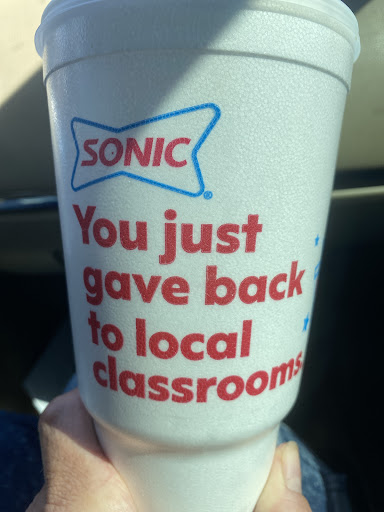 SONIC®
You just
gave back
to local
classrooms.